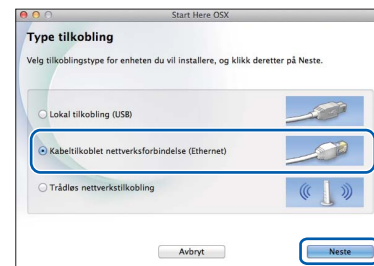 Start Here OSX
Type tilkobling
Velg tilkoblingstype for enheten du vil installere, og klikk deretter på Neste.
Lokal tilkobling (USB)
Kabeltilkoblet nettverksforbindelse (Ethernet)
Trådløs nettverkstilkobling
Avbryt
Neste